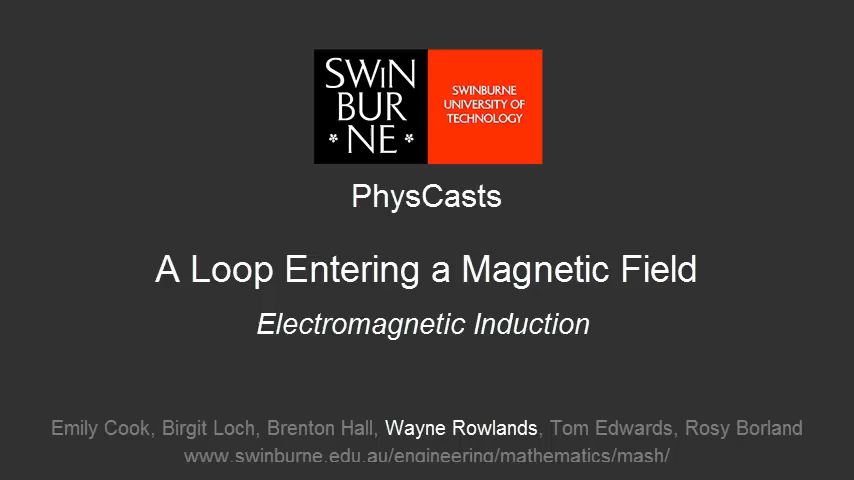 SWiN
BUR
* NE *
SWINBURNE
UNIVERSITY OF
TECHNOLOGY
PhysCasts
A Loop Entering a Magnetic Field
Electromagnetic Induction
Emily Cook, Birgit Loch, Brenton Hall, Wayne Rowlands, Tom Edwards, Rosy Borland
www.swinburne.edu.au/engineering/mathematics/mash/